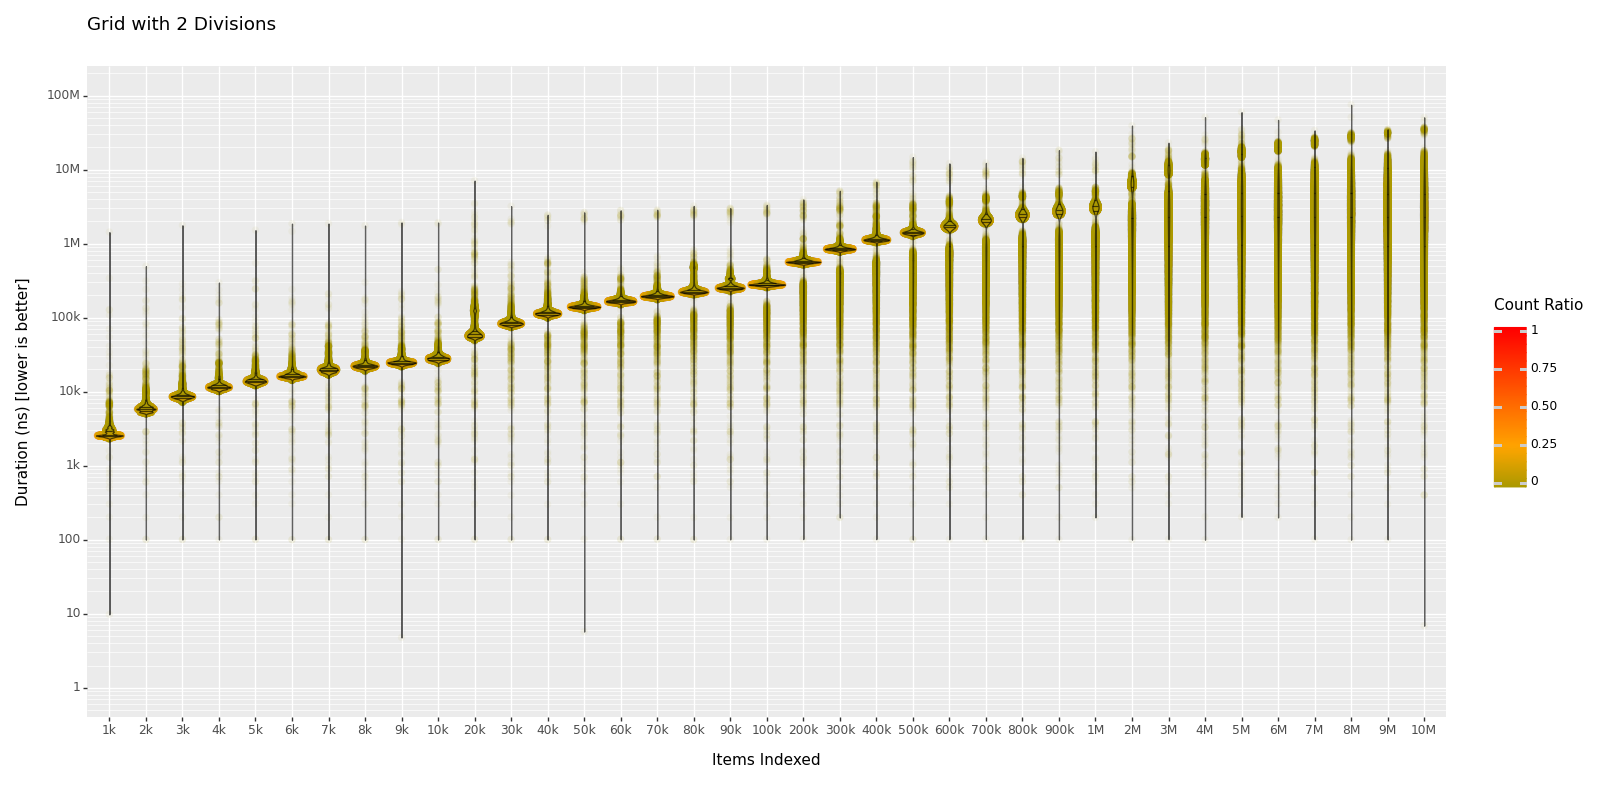 Grid with 2 Divisions
100M
10M
1M
100k
10k
1k
100
10
1
Duration (ns) [lower is better]
1k 2k 3k 4k 5k 6k 7k 8k 9k 10k 20k 30k 40k 50k 60k 70k 80k 90k 100k 200k 300k 400k 500k 600k 700k 800k 900k 1M 2M 3M 4M 5M 6M 7M 8M 9M 10M
Items Indexed
Count Ratio
1
0.75
0.50
0.25
0